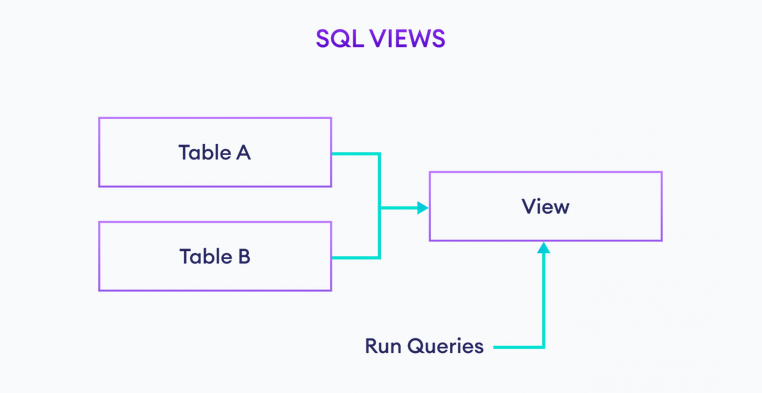 SQL VIEWS
Table A
View
Table B
Run Queries